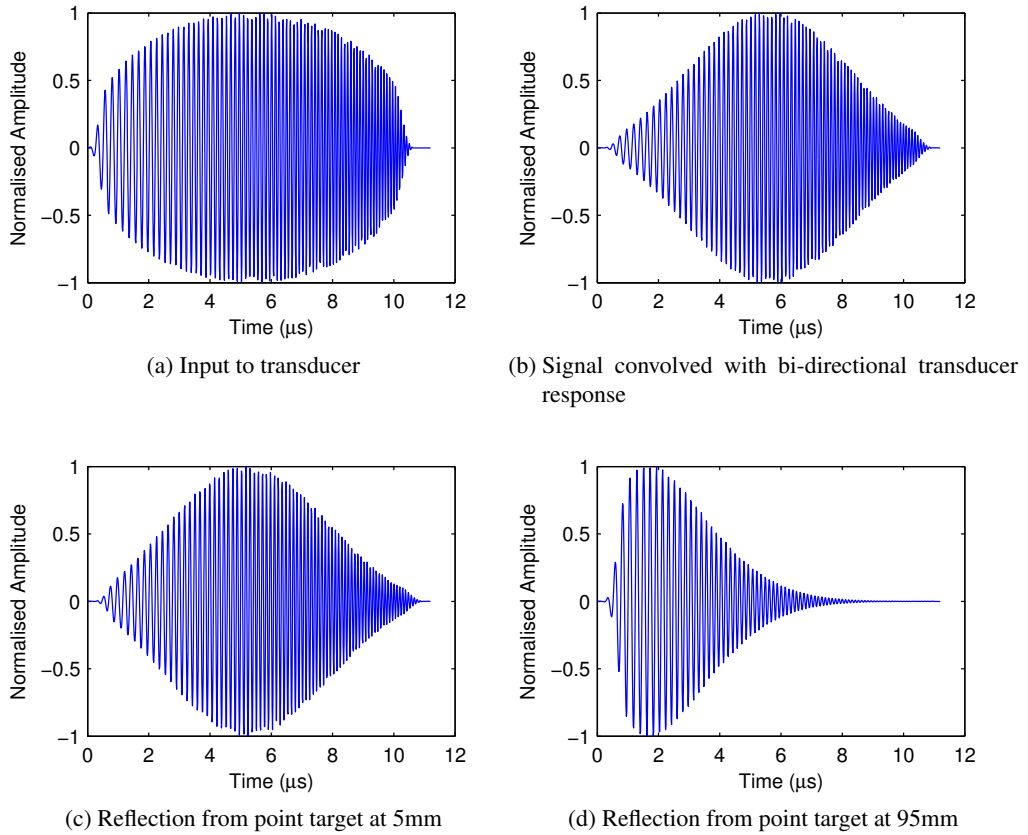 1
0.5
0
−0.5
−1
Normalised Amplitude
0 2 4 6 8 10 12
Time (μs)
(a) Input to transducer
1
0.5
0
−0.5
−1
Normalised Amplitude
0 2 4 6 8 10 12
Time (μs)
(b) Signal convolved with bi-directional transducer
response
1
0.5
0
−0.5
−1
Normalised Amplitude
0 2 4 6 8 10 12
Time (μs)
(c) Reflection from point target at 5mm
1
0.5
0
−0.5
−1
Normalised Amplitude
0 2 4 6 8 10 12
Time (μs)
(d) Reflection from point target at 95mm